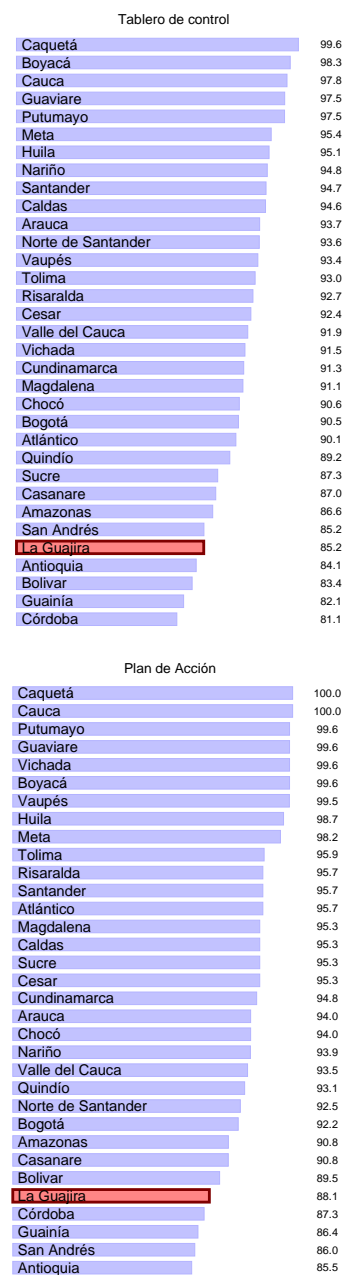 Tablero de control
Caquetá 99.6
Boyacá 98.3
Cauca 97.8
Guaviare 97.5
Putumayo 97.5
Meta 95.4
Huila 95.1
Nariño 94.8
Santander 94.7
Caldas 94.6
Arauca 93.7
Norte de Santander 93.6
Vaupés 93.4
Tolima 93.0
Risaralda 92.7
Cesar 92.4
Valle del Cauca 91.9
Vichada 91.5
Cundinamarca 91.3
Magdalena 91.1
Chocó 90.6
Bogotá 90.5
Atlántico 90.1
Quindío 89.2
Sucre 87.3
Casanare 87.0
Amazonas 86.6
San Andrés 85.2
La Guajira 85.2
Antioquia 84.1
Bolivar 83.4
Guainía 82.1
Córdoba 81.1
Plan de Acción
Caquetá 100.0
Cauca 100.0
Putumayo 99.6
Guaviare 99.6
Vichada 99.6
Boyacá 99.6
Vaupés 99.5
Huila 98.7
Meta 98.2
Tolima 95.9
Risaralda 95.7
Santander 95.7
Atlántico 95.7
Magdalena 95.3
Caldas 95.3
Sucre 95.3
Cesar 95.3
Cundinamarca 94.8
Arauca 94.0
Chocó 94.0
Nariño 93.9
Valle del Cauca 93.5
Quindío 93.1
Norte de Santander 92.5
Bogotá 92.2
Amazonas 90.8
Casanare 90.8
Bolivar 89.5
La Guajira 88.1
Córdoba 87.3
Guainía 86.4
San Andrés 86.0
Antioquia 85.5